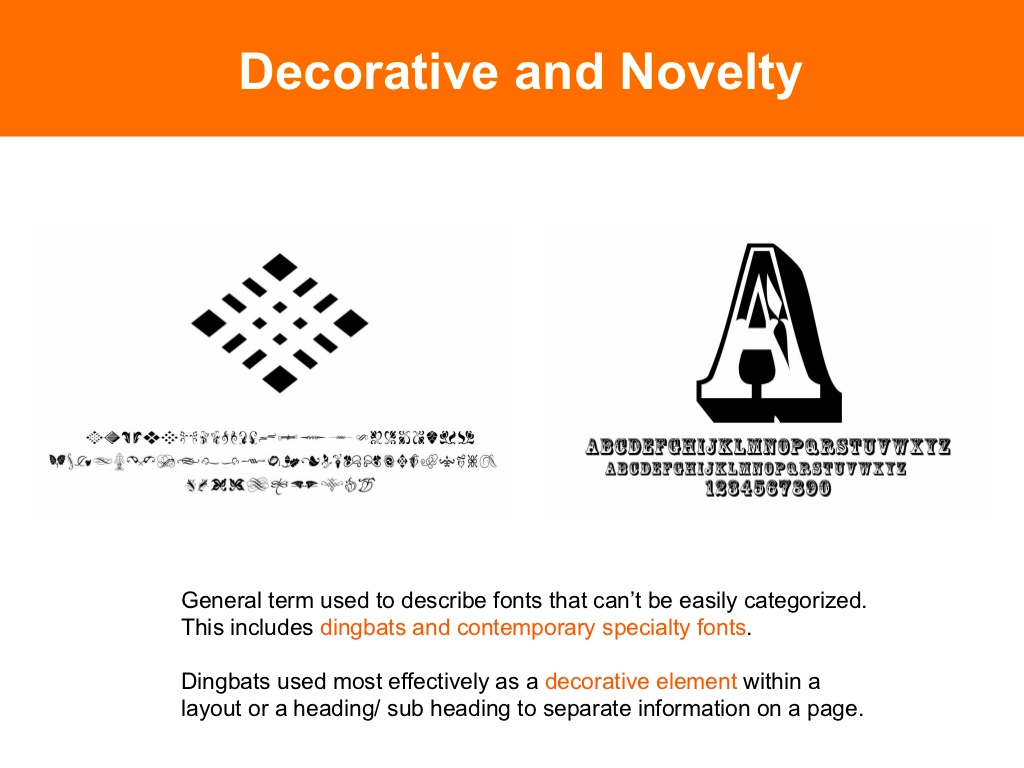 Decorative and Novelty
A
ABCDEFGHIJKLMNOPQRSTUVWXYZ
ABCDEFGHIJKLMNOPQRSTUVWXYZ
1234567890
General term used to describe fonts that can’t be easily categorized.
This includes dingbats and contemporary specialty fonts.
Dingbats used most effectively as a decorative element within a
layout or a heading/ sub heading to separate information on a page.